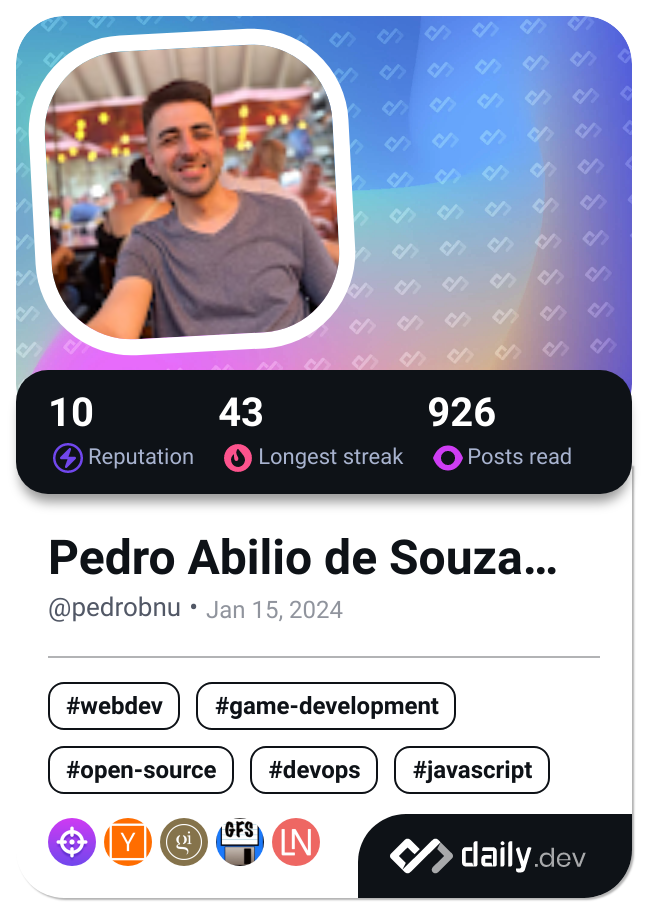 10 43 926
Reputation Longest streak Posts read
Pedro Abilio de Souza...
@pedrobnu • Jan 15, 2024
#webdev #game-development
#open-source #devops #javascript
Y gi GFS LN
daily.dev